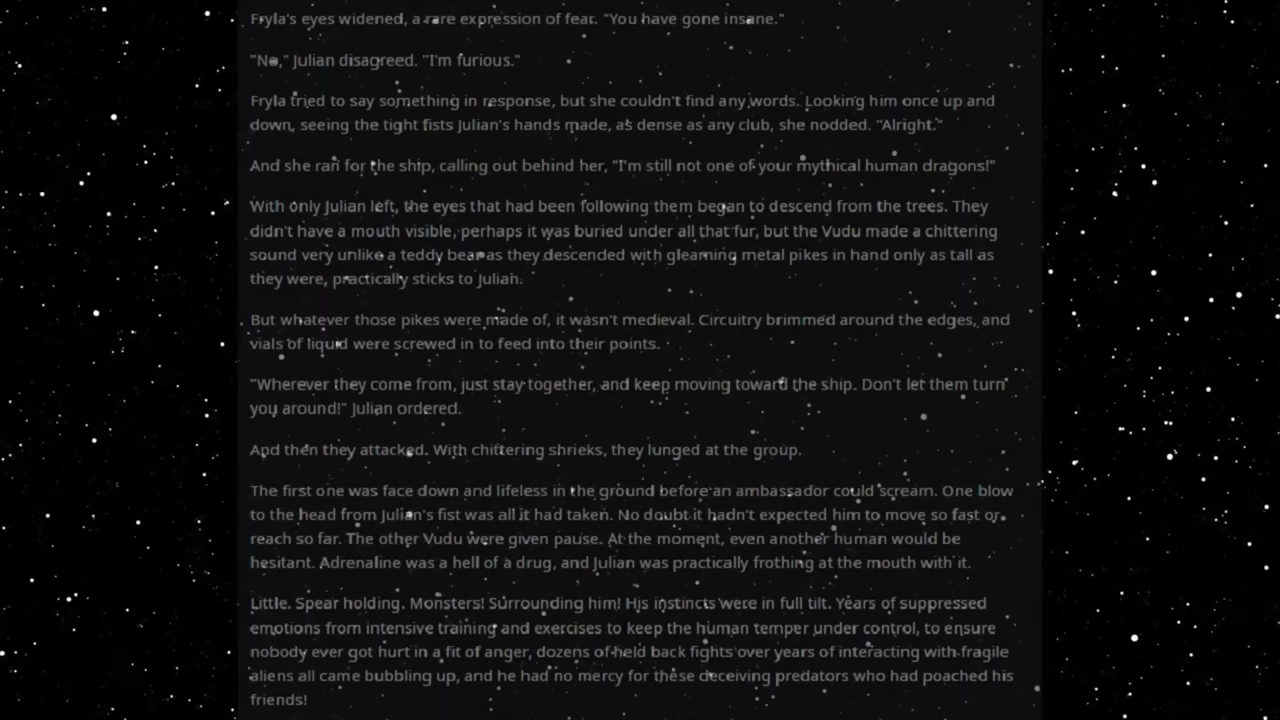 Fryla's eyes widened, a rare expression of fear. "You have gone insane."
"No," Julian disagreed. "I'm furious."
Fryla tried to say something in response, but she couldn't find any words. Looking him once up and
down, seeing the tight fists Julian's hands made, as dense as any club, she nodded. "Alright."
And she ran for the ship, calling out behind her, "I'm still not one of your mythical human dragons!"
With only Julian left, the eyes that had been following them began to descend from the trees. They
didn't have a mouth visible, perhaps it was buried under all that fur, but the Vudu made a chittering
sound very unlike a teddy bear as they descended with gleaming metal pikes in hand only as tall as
they were, practically sticks to Julian.
But whatever those pikes were made of, it wasn't medieval. Circuitry brimmed around the edges, and
vials of liquid were screwed in to feed into their points.
"Wherever they come from, just stay together, and keep moving toward the ship. Don't let them turn
you around!" Julian ordered.
And then they attacked. With chittering shrieks, they lunged at the group.
The first one was face down and lifeless in the ground before an ambassador could scream. One blow
to the head from Julian's fist was all it had taken. No doubt it hadn't expected him to move so fast or
reach so far. The other Vudu were given pause. At the moment, even another human would be
hesitant. Adrenaline was a hell of a drug, and Julian was practically frothing at the mouth with it.
Little. Spear holding. Monsters! Surrounding him! His instincts were in full tilt. Years of suppressed
emotions from intensive training and exercises to keep the human temper under control, to ensure
nobody ever got hurt in a fit of anger, dozens of held back fights over years of interacting with fragile
aliens all came bubbling up, and he had no mercy for these deceiving predators who had poached his
friends!